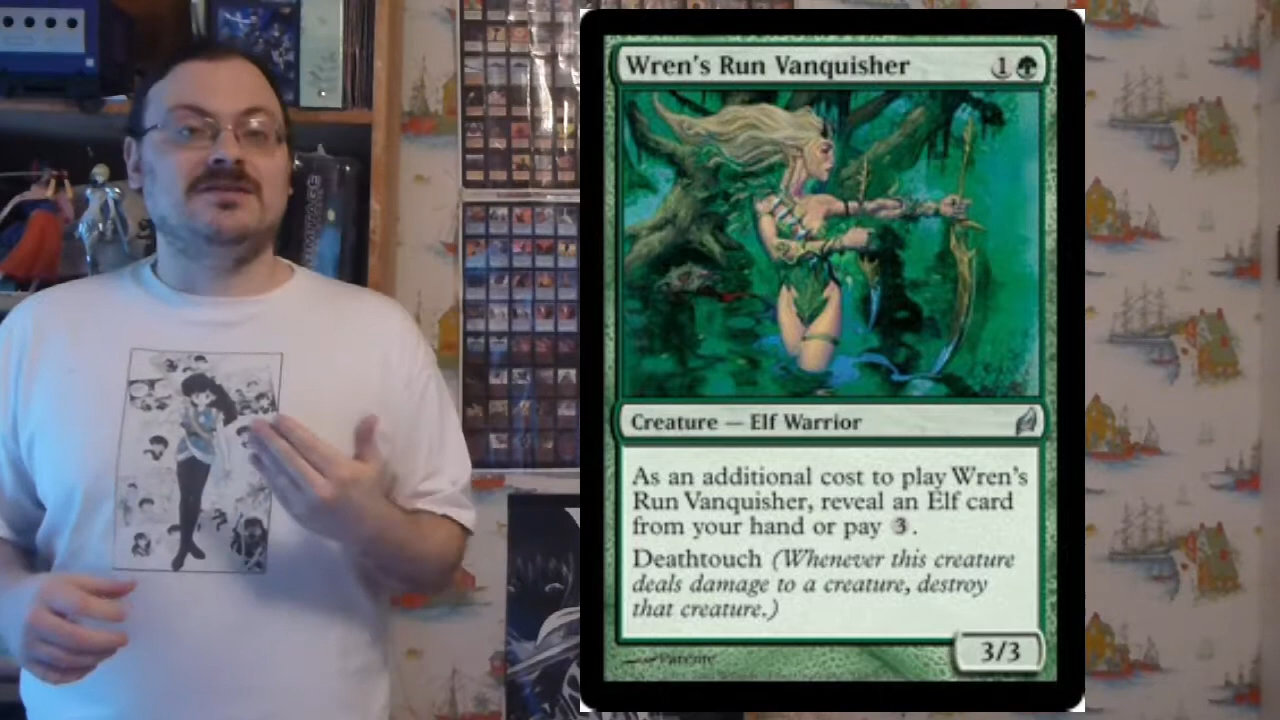 Wren's Run Vanquisher 1
Creature — Elf Warrior
As an additional cost to play Wren's
Run Vanquisher, reveal an Elf card
from your hand or pay 3.
Deathtouch (Whenever this creature
deals damage to a creature, destroy
that creature.)
3/3
Parente